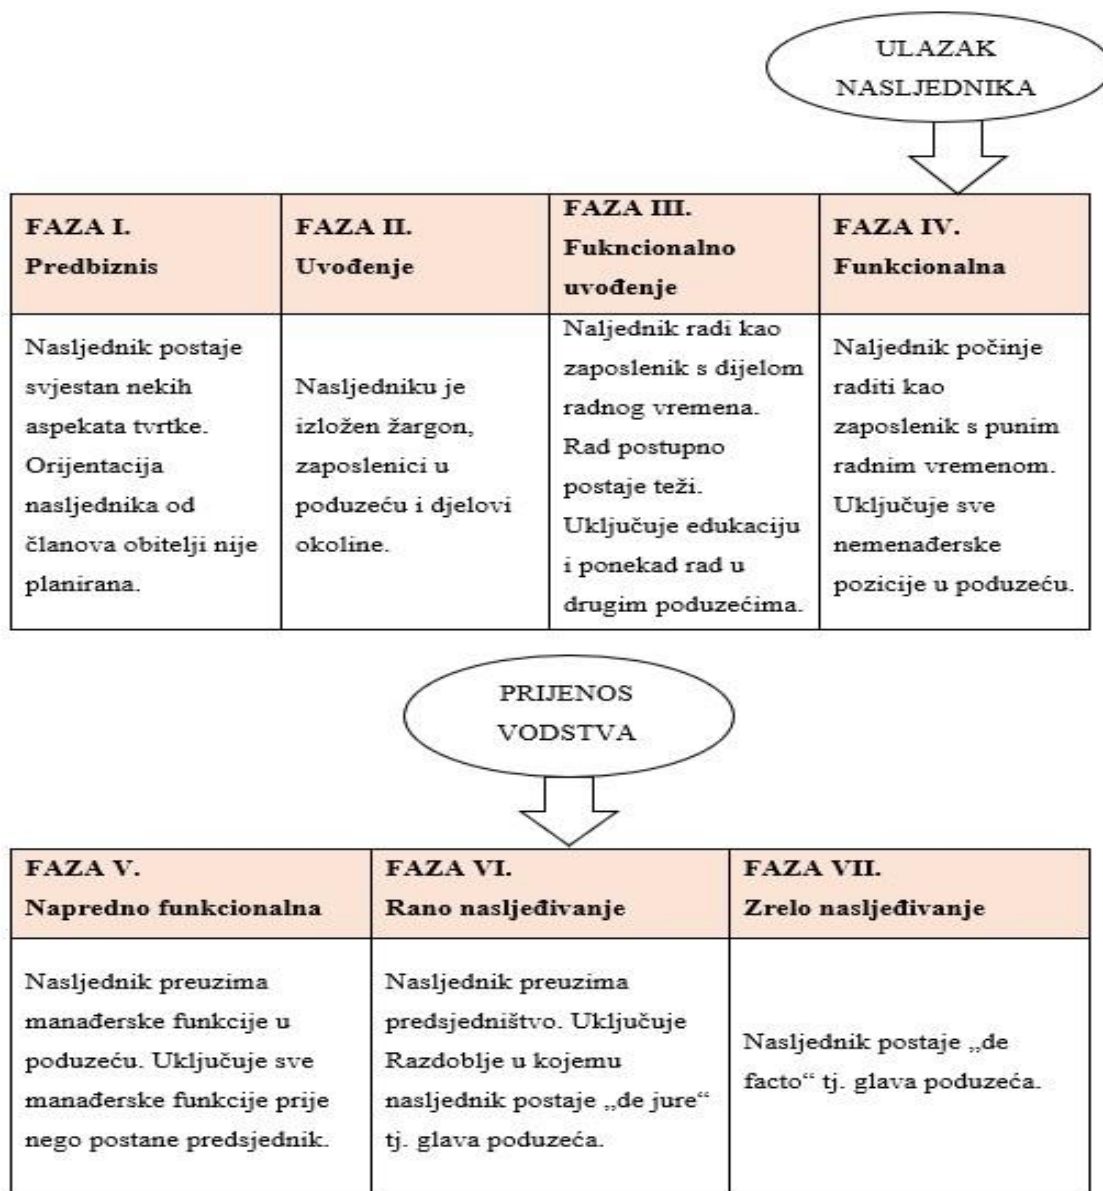 ULAZAK
NASLJEDNIKA
FAZA I.
Predbiznis
FAZA II.
Uvođenje
FAZA III.
Fukncionalno
uvođenje
FAZA IV.
Funkcionalna
Nasljednik postaje
svjestan nekih
aspekata tvrtke.
Orijentacija
nasljednika od
članova obitelji nije
planirana.
Nasljedniku je
izložen žargon,
zaposlenici u
poduzeću i djelovi
okoline.
Naljednik radi kao
zaposlenik s dijelom
radnog vremena.
Rad postupno
postaje teži.
Uključuje edukaciju
i ponekad rad u
drugim poduzećima.
Naljednik počinje
raditi kao
zaposlenik s punim
radnim vremenom.
Uključuje sve
nemenađerske
pozicije u poduzeću.
PRIJENOS
VODSTVA
FAZA V.
Napredno funkcionalna
FAZA VI.
Rano nasljeđivanje
FAZA VII.
Zrelo nasljeđivanje
Nasljednik preuzima
manađerske funkcije u
poduzeću. Uključuje sve
manađerske funkcije prije
nego postane predsjednik.
Nasljednik preuzima
predsjedništvo. Uključuje
Razdoblje u kojemu
nasljednik postaje „de jure“
tj. glava poduzeća.
Nasljednik postaje „de
facto“ tj. glava poduzeća.